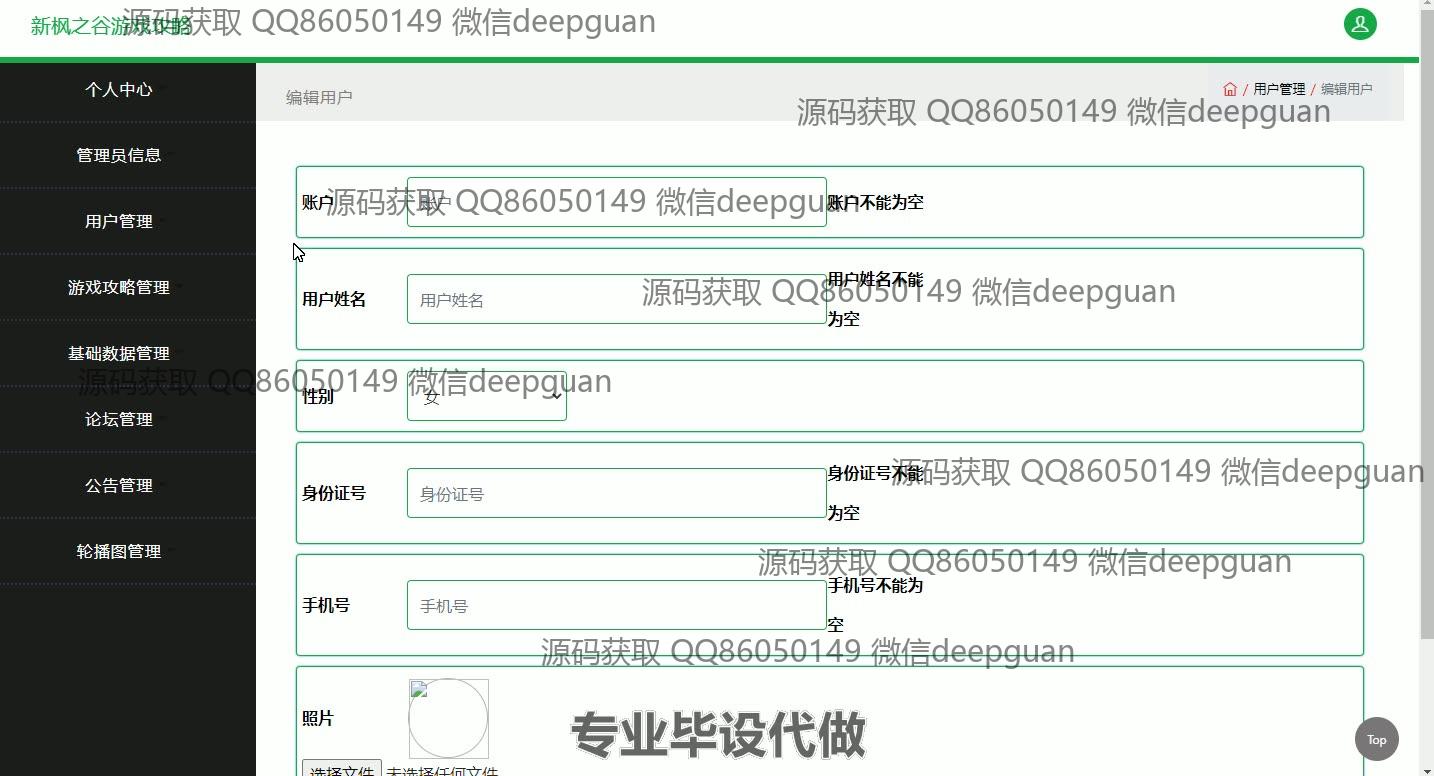 新枫之谷游戏攻略
源码获取 QQ86050149 微信deepguan
个人中心
管理员信息
用户管理
游戏攻略管理
基础数据管理
论坛管理
公告管理
轮播图管理
编辑用户
/ 用户管理 / 编辑用户
源码获取 QQ86050149 微信deepguan
账户
账户
账户不能为空
源码获取 QQ86050149 微信deepguan
用户姓名
用户姓名
用户姓名不能
为空
源码获取 QQ86050149 微信deepguan
性别
女
源码获取 QQ86050149 微信deepguan
身份证号
身份证号
身份证号不能
为空
源码获取 QQ86050149 微信deepguan
手机号
手机号
手机号不能为
空
源码获取 QQ86050149 微信deepguan
源码获取 QQ86050149 微信deepguan
照片
选择文件 未选择任何文件
专业毕设代做
Top